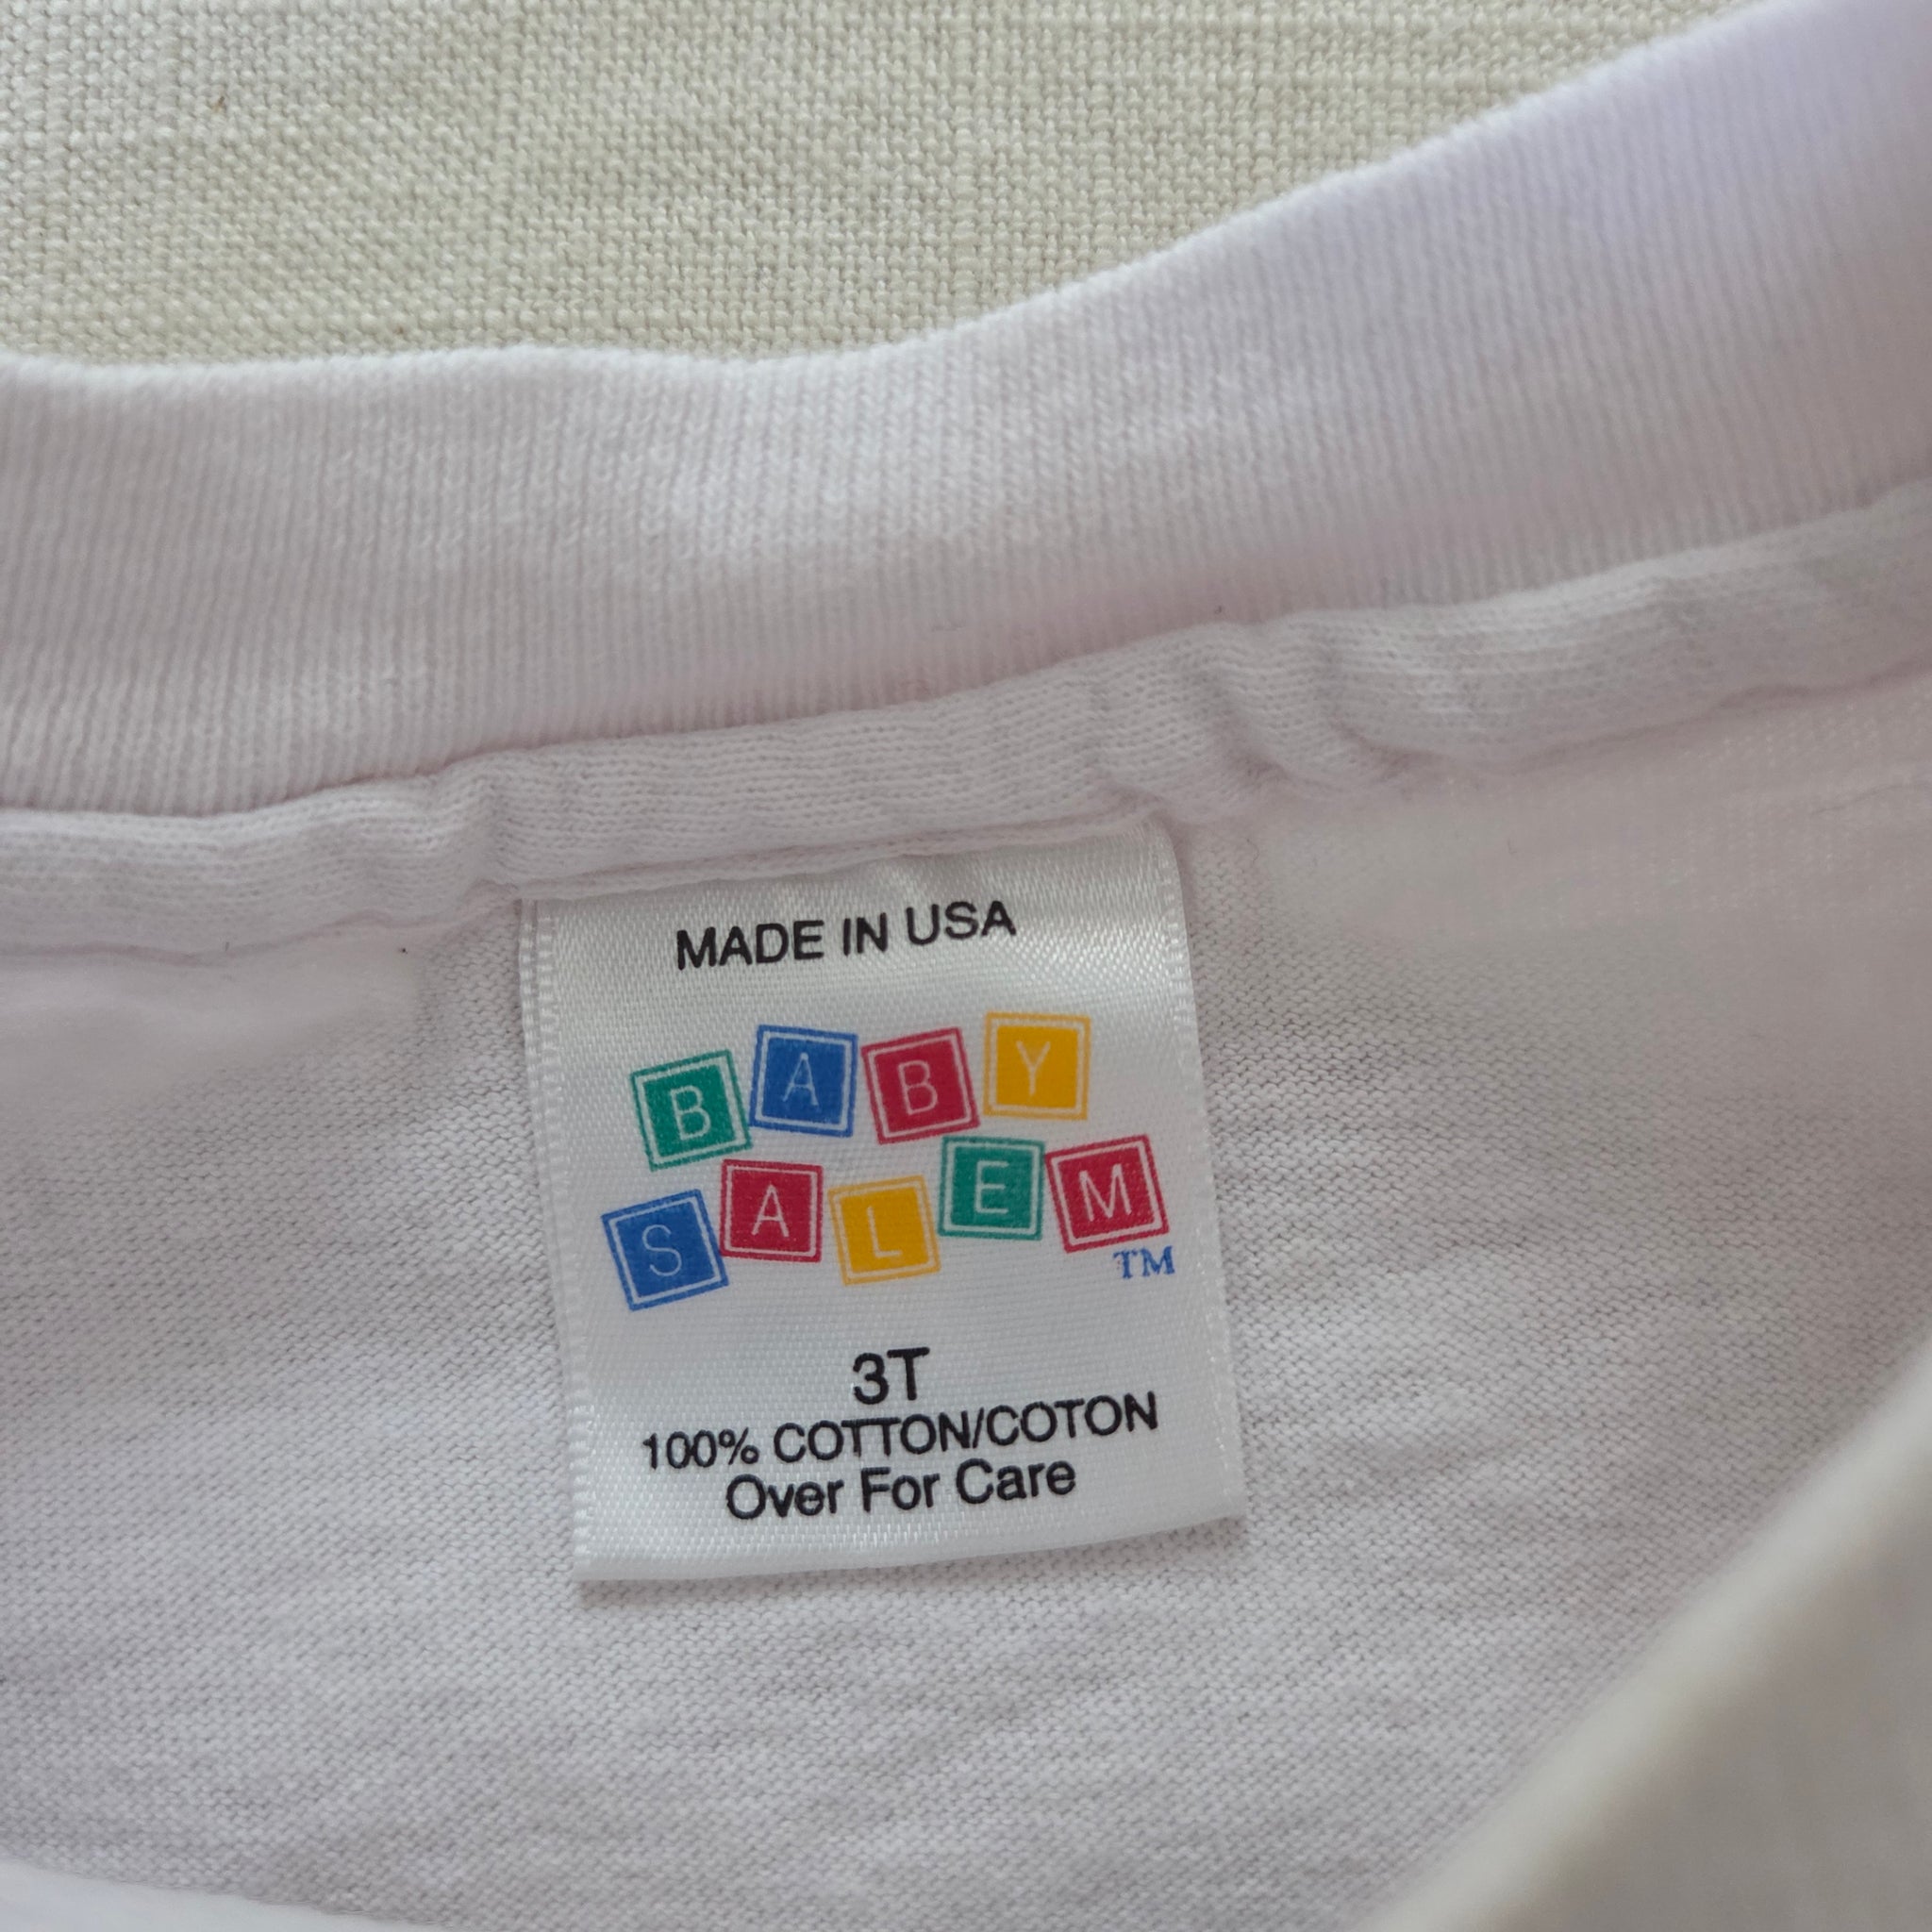 MADE IN USA
BABY
SALEM
TM
3T
100% COTTON/COTON
Over For Care